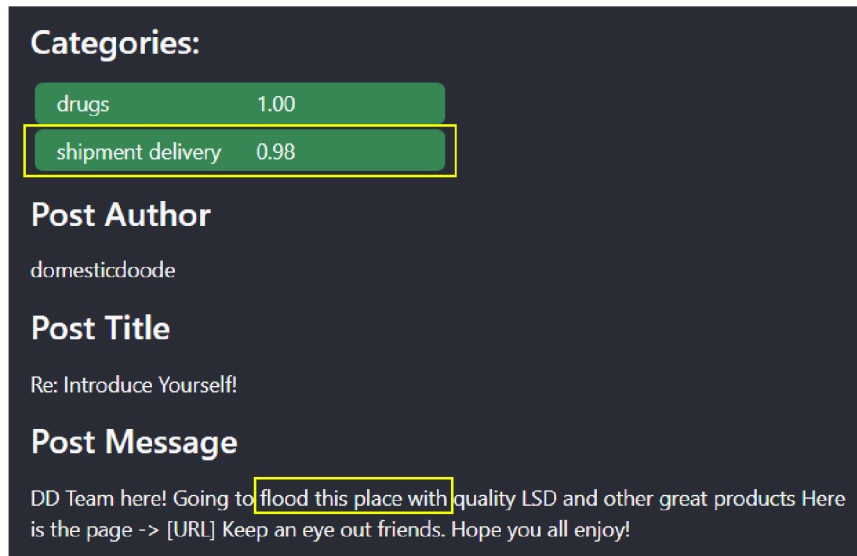 Categories:
drugs 1.00
shipment delivery 0.98
Post Author
domesticdoode
Post Title
Re: Introduce Yourself!
Post Message
DD Team here! Going to flood this place with quality LSD and other great products Here
is the page -> [URL] Keep an eye out friends. Hope you all enjoy!